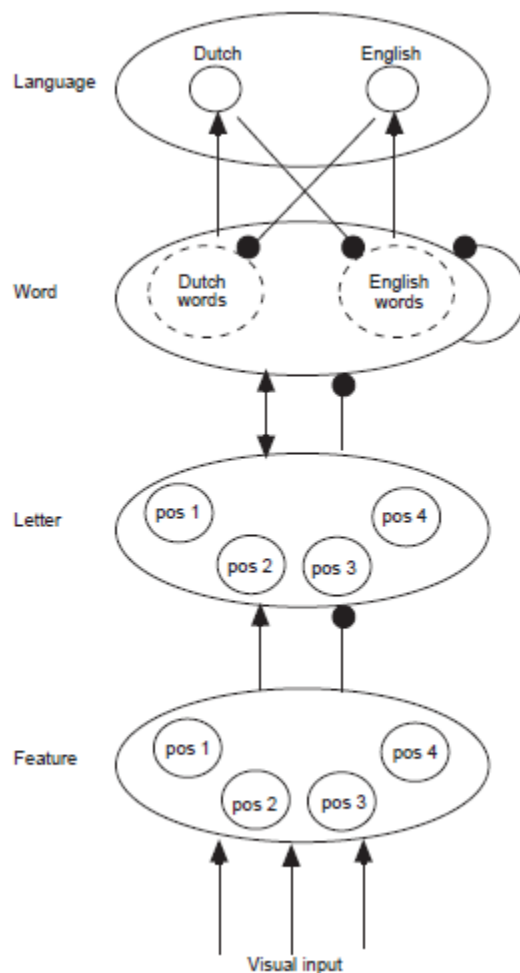 Dutch
English
Language
Word
Dutch
words
English
words
Letter
pos 1
pos 4
pos 2
pos 3
Feature
pos 1
pos 4
pos 2
pos 3
Visual input